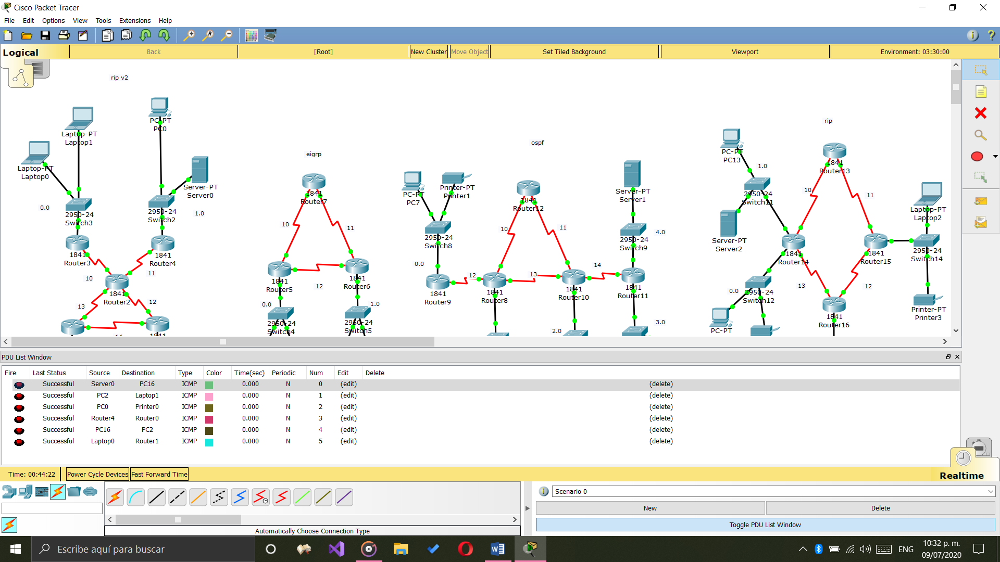 Cisco Packet Tracer
File Edit Options View Tools Extensions Help
Logical
Back
[Root]
New Cluster
Move Object
Set Tiled Background
Viewport
Environment: 03:30:00
rip v2
Laptop-PT
Laptop1
PC-PT
PC0
Laptop-PT
Laptop0
Server-PT
Server0
0.0
2950-24
Switch3
2950-24
Switch2
1.0
1841
Router3
1841
Router4
10
11
1841
Router2
13
12
1841
eigrp
1841
Router7
10
11
1841
Router5
1841
Router6
12
0.0
1.0
2950-24
Switch4
2950-24
Switch5
ospf
PC-PT
PC7
Printer-PT
Printer1
1841
Router12
Server-PT
Server1
2950-24
Switch8
10
11
2950-24
Switch9
4.0
0.0
12
13
14
1841
Router9
1841
Router8
1841
Router10
1841
Router11
2.0
3.0
rip
PC-PT
PC13
1.0
1841
Router13
2950-24
Switch11
10
11
Laptop-PT
Laptop2
Server-PT
Server2
1841
Router14
1841
Router15
2950-24
Switch14
0.0
2950-24
Switch12
13
12
Printer-PT
Printer3
1841
Router16
PC-PT
PDU List Window
Fire Last Status Source Destination Type Color Time(sec) Periodic Num Edit Delete
Successful Server0 PC16 ICMP 0.000 N 0 (edit) (delete)
Successful PC2 Laptop1 ICMP 0.000 N 1 (edit) (delete)
Successful PC0 Printer0 ICMP 0.000 N 2 (edit) (delete)
Successful Router4 Router0 ICMP 0.000 N 3 (edit) (delete)
Successful PC16 PC2 ICMP 0.000 N 4 (edit) (delete)
Successful Laptop0 Router1 ICMP 0.000 N 5 (edit) (delete)
Time: 00:44:22
Power Cycle Devices
Fast Forward Time
Realtime
Scenario 0
New
Delete
Toggle PDU List Window
Automatically Choose Connection Type
Escribe aquí para buscar
ENG
10:32 p. m.
09/07/2020